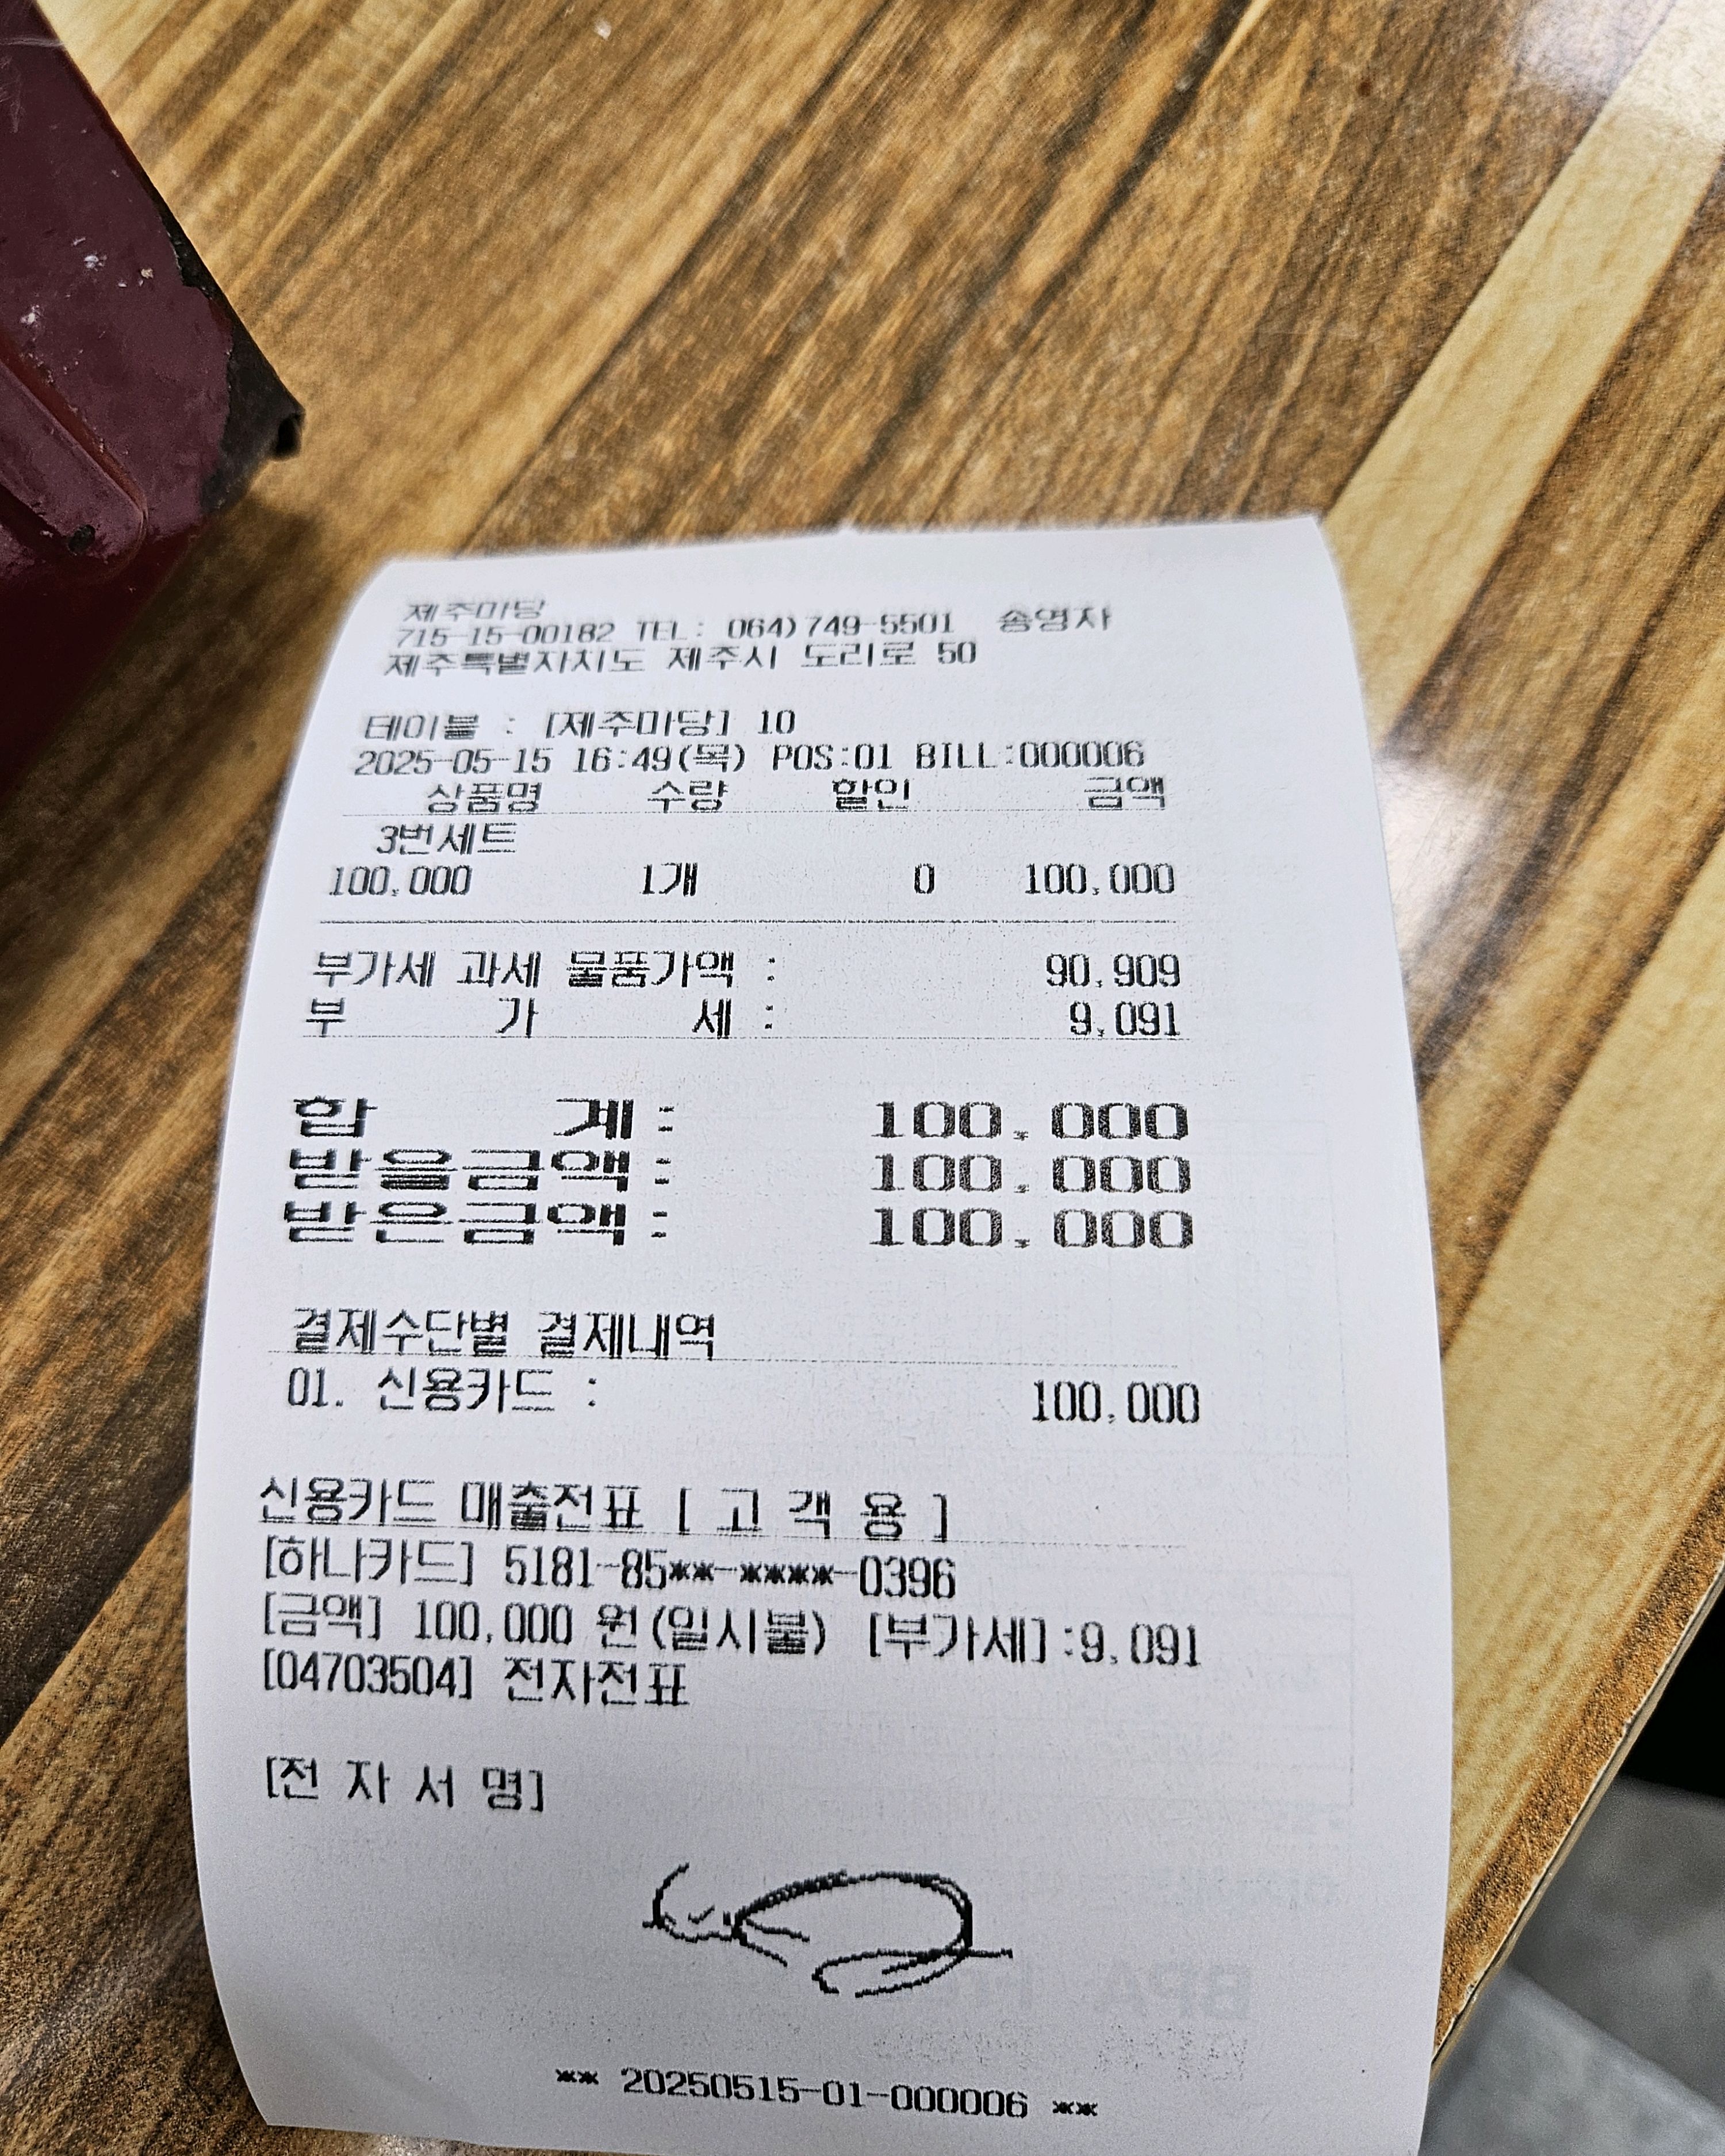 제주마당
715-15-00182 TEL: 064)749-5501 송영자
제주특별자치도 제주시 도리로 50
테이블 : [제주마당] 10
2025-05-15 16:49(목) POS:01 BILL:000006
상품명 수량 할인 금액
3번세트
100,000 1개 0 100,000
부가세 과세 물품가액 : 90,909
부 가 세 : 9,091
합 계 : 100,000
받을금액 : 100,000
받은금액 : 100,000
결제수단별 결제내역
01. 신용카드 : 100,000
신용카드 매출전표 [ 고 객 용 ]
[하나카드] 5181-85**-****-0396
[금액] 100,000 원(일시불) [부가세]:9,091
[04703504] 전자전표
[전 자 서 명]
** 20250515-01-000006 **